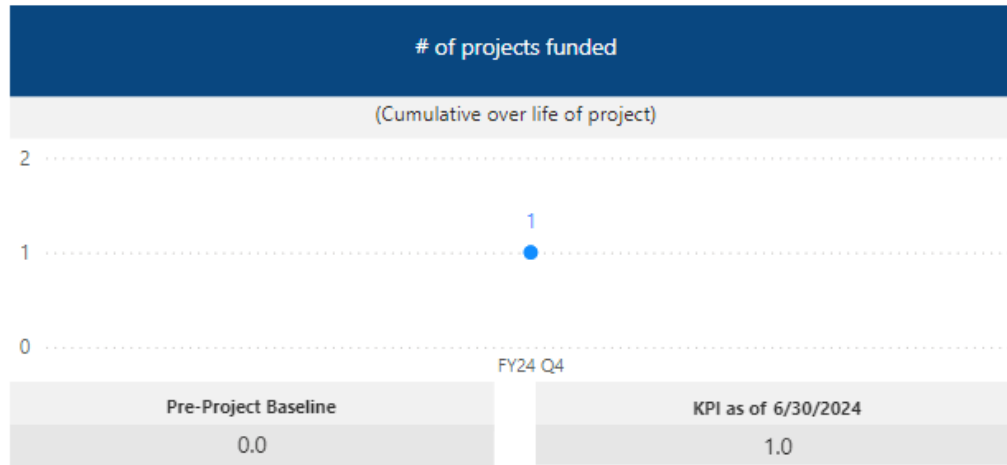 # of projects funded
(Cumulative over life of project)
2
1
1
0
FY24 Q4
Pre-Project Baseline
KPI as of 6/30/2024
0.0
1.0